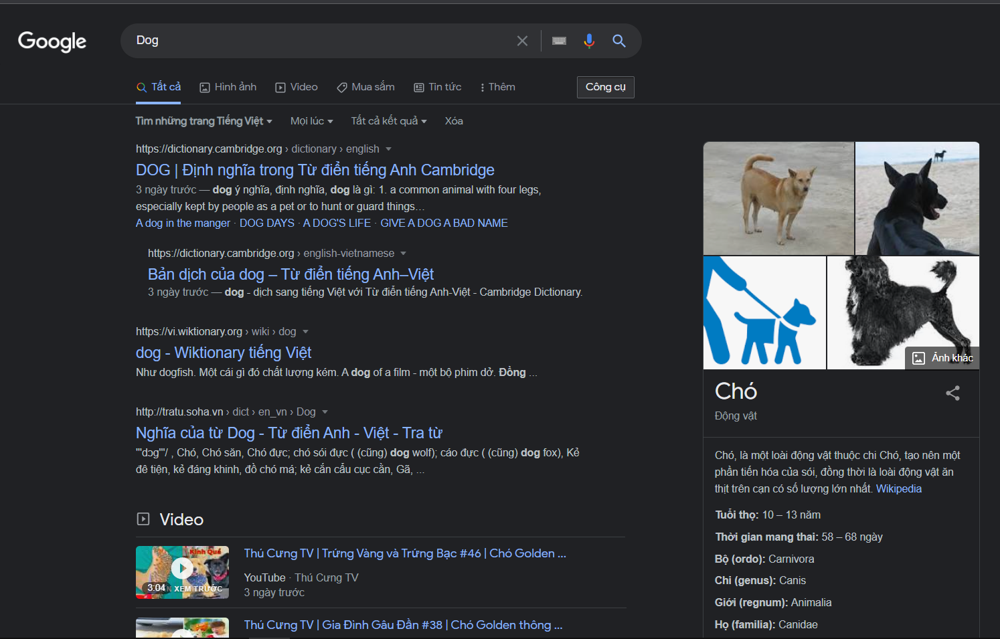 Google
Dog
Tất cả
Hình ảnh
Video
Mua sắm
Tin tức
Thêm
Công cụ
Tìm những trang Tiếng Việt
Mọi lúc
Tất cả kết quả
Xóa
https://dictionary.cambridge.org › dictionary › english
DOG | Định nghĩa trong Từ điển tiếng Anh Cambridge
3 ngày trước — dog ý nghĩa, định nghĩa, dog là gì: 1. a common animal with four legs,
especially kept by people as a pet or to hunt or guard things…
A dog in the manger · DOG DAYS · A DOG'S LIFE · GIVE A DOG A BAD NAME
https://dictionary.cambridge.org › english-vietnamese
Bản dịch của dog – Từ điển tiếng Anh–Việt
3 ngày trước — dog - dịch sang tiếng Việt với Từ điển tiếng Anh-Việt - Cambridge Dictionary.
https://vi.wiktionary.org › wiki › dog
dog - Wiktionary tiếng Việt
Như dogfish. Một cái gì đó chất lượng kém. A dog of a film - một bộ phim dở. Đồng ...
http://tratu.soha.vn › dict › en_vn › Dog
Nghĩa của từ Dog - Từ điển Anh - Việt - Tra từ
'"dɔg"'/ , Chó, Chó săn, Chó đực; chó sói đực ( (cũng) dog wolf); cáo đực ( (cũng) dog fox), Kẻ
đê tiện, kẻ đáng khinh, đồ chó má; kẻ cắn cẩu cục cằn, Gã, ...
Video
Kinh Quế
3:04
XEM TRƯỚC
Thú Cưng TV | Trứng Vàng và Trứng Bạc #46 | Chó Golden ...
YouTube · Thú Cưng TV
3 ngày trước
Thú Cưng TV | Gia Đình Gâu Đần #38 | Chó Golden thông ...
Ảnh khác
Chó
Động vật
Chó, là một loài động vật thuộc chi Chó, tạo nên một
phần tiến hóa của sói, đồng thời là loài động vật ăn
thịt trên cạn có số lượng lớn nhất. Wikipedia
Tuổi thọ: 10 – 13 năm
Thời gian mang thai: 58 – 68 ngày
Bộ (ordo): Carnivora
Chi (genus): Canis
Giới (regnum): Animalia
Họ (familia): Canidae